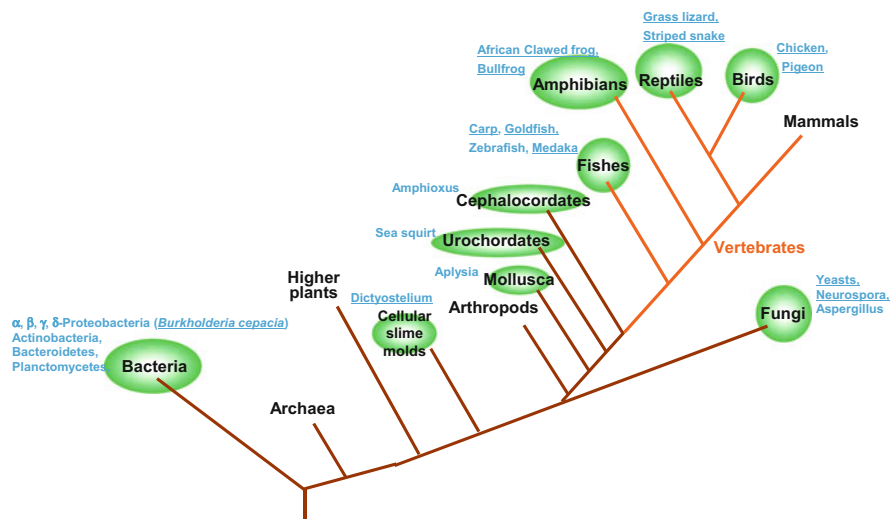 Grass lizard,
Striped snake
African Clawed frog,
Bullfrog
Amphibians
Reptiles
Chicken,
Pigeon
Birds
Mammals
Carp, Goldfish,
Zebrafish, Medaka
Fishes
Amphioxus
Cephalocordates
Sea squirt
Urochordates
Vertebrates
Aplysia
Mollusca
Higher
plants
Arthropods
Dictyostelium
Cellular
slime
molds
Yeasts,
Neurospora,
Aspergillus
Fungi
α, β, γ, δ-Proteobacteria (Burkholderia cepacia)
Actinobacteria,
Bacteroidetes,
Planctomycetes,
Bacteria
Archaea